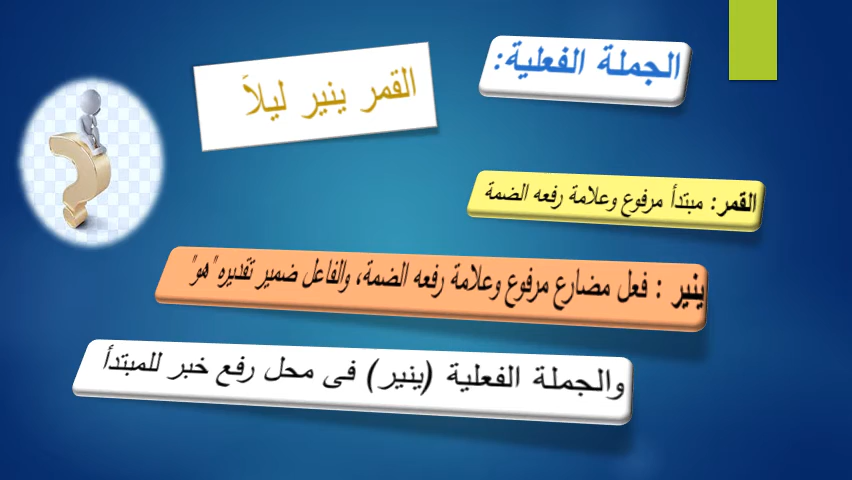 الجملة الفعلية:
القمر ينير ليلاَ
القمر: مبتدأ مرفوع وعلامة رفعه الضمة
ينير : فعل مضارع مرفوع وعلامة رفعه الضمة، والفاعل ضمير تقديره "هو"
والجملة الفعلية (ينير) فى محل رفع خبر للمبتدأ